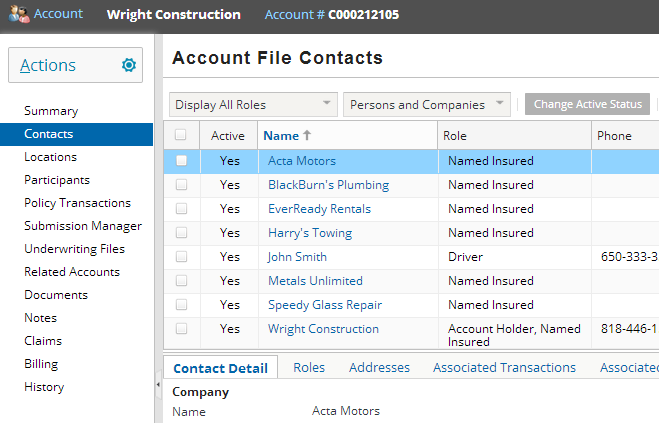 Account Wright Construction Account # C000212105
Actions
Summary
Contacts
Locations
Participants
Policy Transactions
Submission Manager
Underwriting Files
Related Accounts
Documents
Notes
Claims
Billing
History
Account File Contacts
Display All Roles Persons and Companies Change Active Status
Active Name ↑ Role Phone
Yes Acta Motors Named Insured
Yes BlackBurn's Plumbing Named Insured
Yes EverReady Rentals Named Insured
Yes Harry's Towing Named Insured
Yes John Smith Driver 650-333-3
Yes Metals Unlimited Named Insured
Yes Speedy Glass Repair Named Insured
Yes Wright Construction Account Holder, Named 818-446-1
Insured
Contact Detail Roles Addresses Associated Transactions Associated
Company
Name Acta Motors